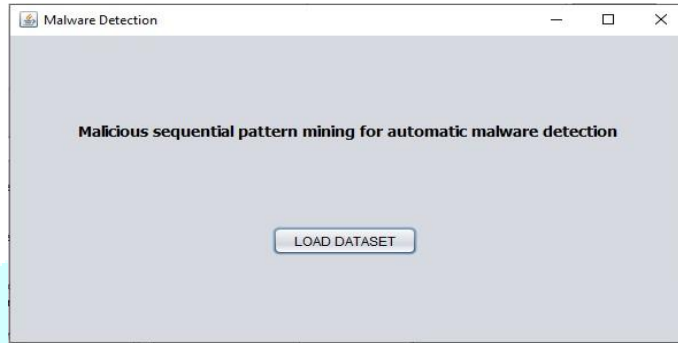 Malware Detection
Malicious sequential pattern mining for automatic malware detection
LOAD DATASET